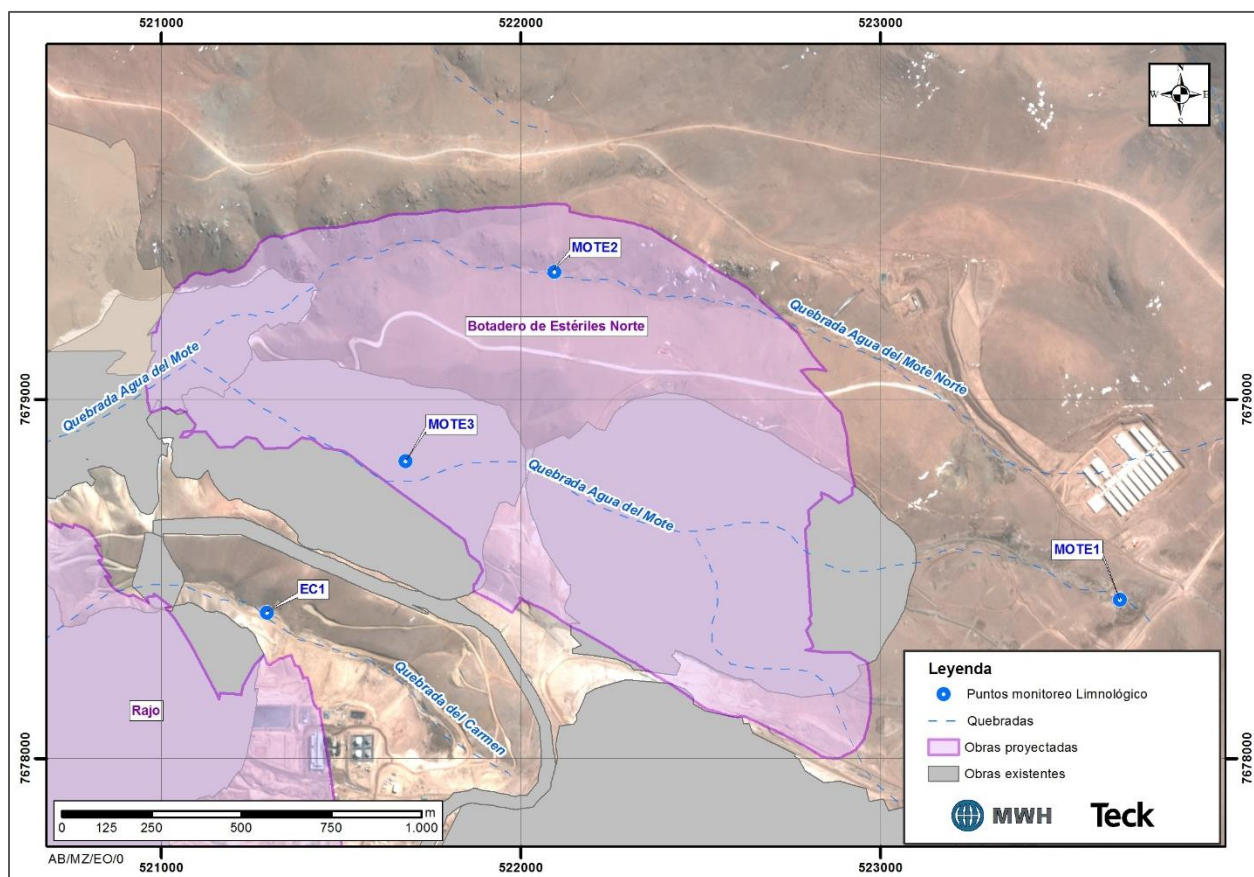 521000
522000
523000
N
W
E
S
MOTE2
Botadero de Estériles Norte
Quebrada Agua del Mote Norte
Quebrada Agua del Mote
7679000
7679000
MOTE3
Quebrada Agua del Mote
MOTE1
EC1
Quebrada del Carmen
Rajo
7678000
7678000
Leyenda
Puntos monitoreo Limnológico
Quebradas
Obras proyectadas
Obras existentes
MWH
Teck
m
0 125 250 500 750 1.000
AB/MZ/EO/0
521000
522000
523000